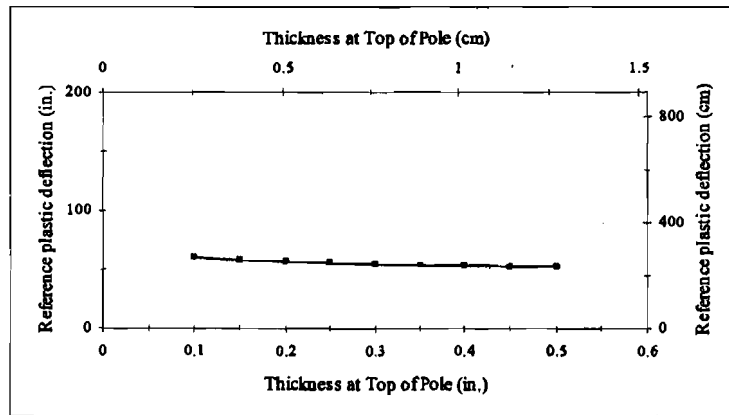 Thickness at Top of Pole (cm)
0 0.5 1 1.5
200 100 0
Reference plastic deflection (in.)
800 400 0
Reference plastic deflection (cm)
0 0.1 0.2 0.3 0.4 0.5 0.6
Thickness at Top of Pole (in.)